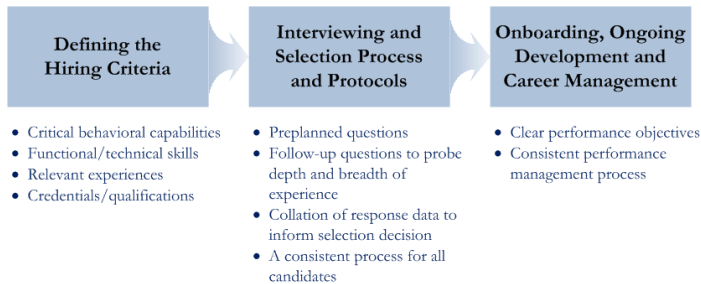 Defining the
Hiring Criteria
Interviewing and
Selection Process
and Protocols
Onboarding, Ongoing
Development and
Career Management
• Critical behavioral capabilities
• Functional/technical skills
• Relevant experiences
• Credentials/qualifications
• Preplanned questions
• Follow-up questions to probe
depth and breadth of
experience
• Collation of response data to
inform selection decision
• A consistent process for all
candidates
• Clear performance objectives
• Consistent performance
management process